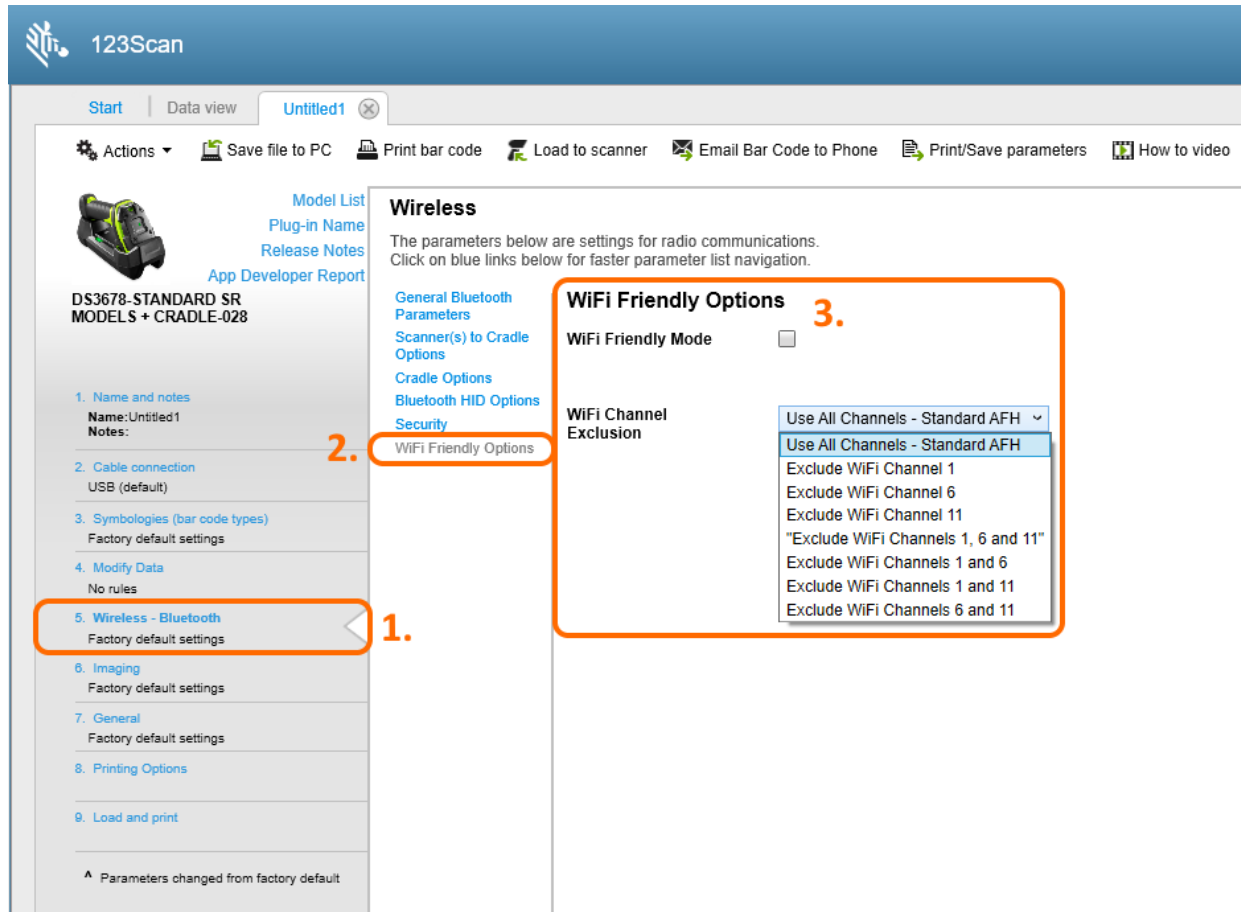 123Scan
Start
Data view
Untitled1
Actions
Save file to PC
Print bar code
Load to scanner
Email Bar Code to Phone
Print/Save parameters
How to video
Model List
Plug-in Name
Release Notes
App Developer Report
DS3678-STANDARD SR
MODELS + CRADLE-028
1. Name and notes
Name:Untitled1
Notes:
2. Cable connection
USB (default)
3. Symbologies (bar code types)
Factory default settings
4. Modify Data
No rules
5. Wireless - Bluetooth
Factory default settings
1.
6. Imaging
Factory default settings
7. General
Factory default settings
8. Printing Options
9. Load and print
^ Parameters changed from factory default
Wireless
The parameters below are settings for radio communications.
Click on blue links below for faster parameter list navigation.
General Bluetooth
Parameters
Scanner(s) to Cradle
Options
Cradle Options
Bluetooth HID Options
Security
2.
WiFi Friendly Options
WiFi Friendly Options
3.
WiFi Friendly Mode
WiFi Channel
Exclusion
Use All Channels - Standard AFH
Use All Channels - Standard AFH
Exclude WiFi Channel 1
Exclude WiFi Channel 6
Exclude WiFi Channel 11
"Exclude WiFi Channels 1, 6 and 11"
Exclude WiFi Channels 1 and 6
Exclude WiFi Channels 1 and 11
Exclude WiFi Channels 6 and 11